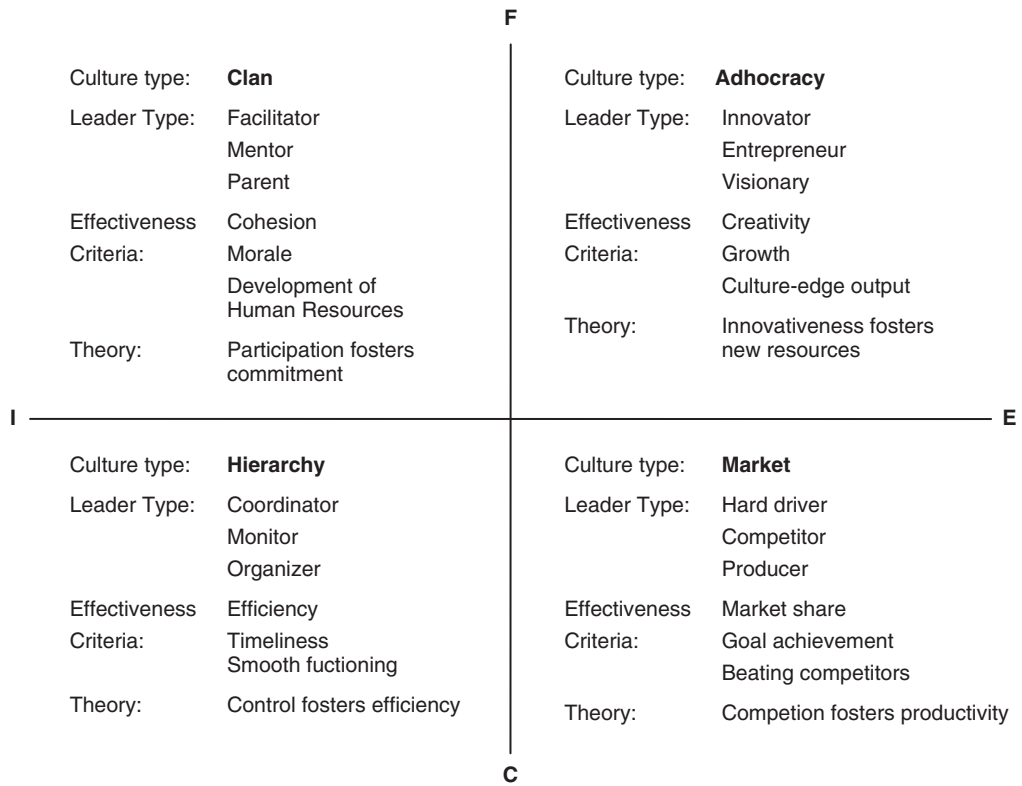 F
Culture type: Clan
Leader Type: Facilitator
Mentor
Parent
Effectiveness Cohesion
Criteria: Morale
Development of
Human Resources
Theory: Participation fosters
commitment
Culture type: Adhocracy
Leader Type: Innovator
Entrepreneur
Visionary
Effectiveness Creativity
Criteria: Growth
Culture-edge output
Theory: Innovativeness fosters
new resources
I
E
Culture type: Hierarchy
Leader Type: Coordinator
Monitor
Organizer
Effectiveness Efficiency
Criteria: Timeliness
Smooth fuctioning
Theory: Control fosters efficiency
Culture type: Market
Leader Type: Hard driver
Competitor
Producer
Effectiveness Market share
Criteria: Goal achievement
Beating competitors
Theory: Competion fosters productivity
C